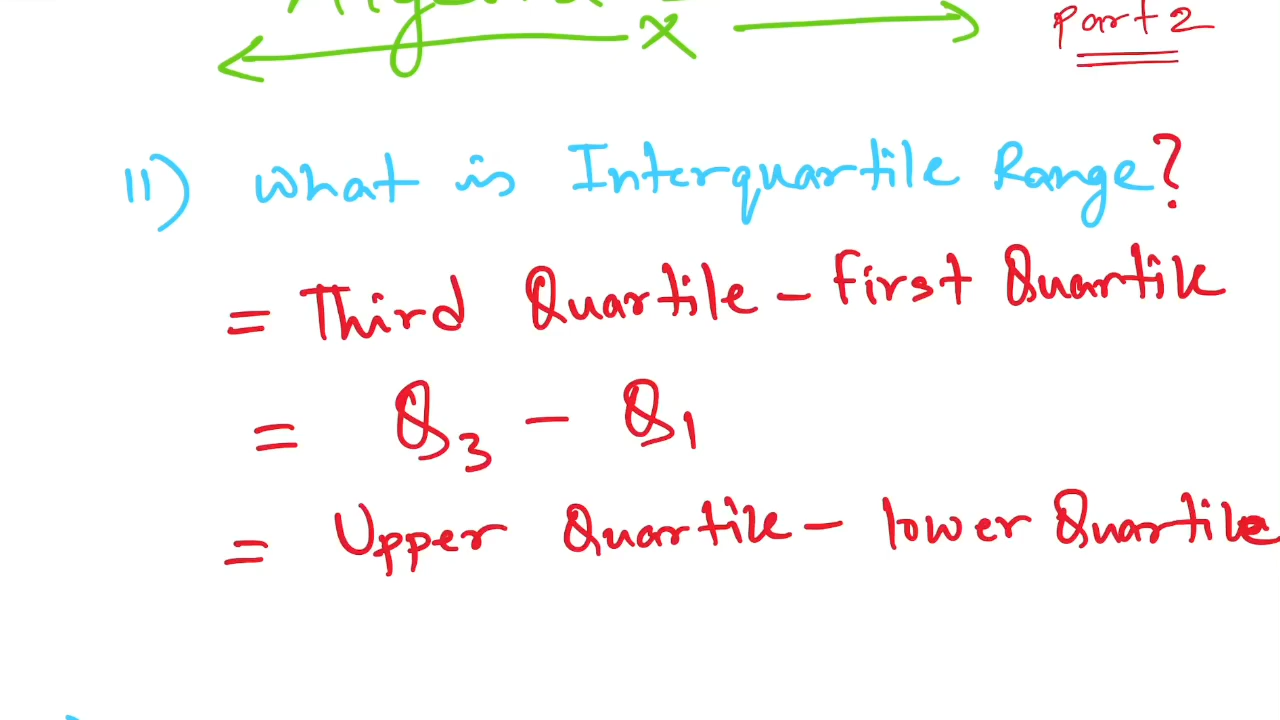 Part 2
11) What is Interquartile Range?
= Third Quartile - First Quartile
= Q3 - Q1
= Upper Quartile - lower Quartile